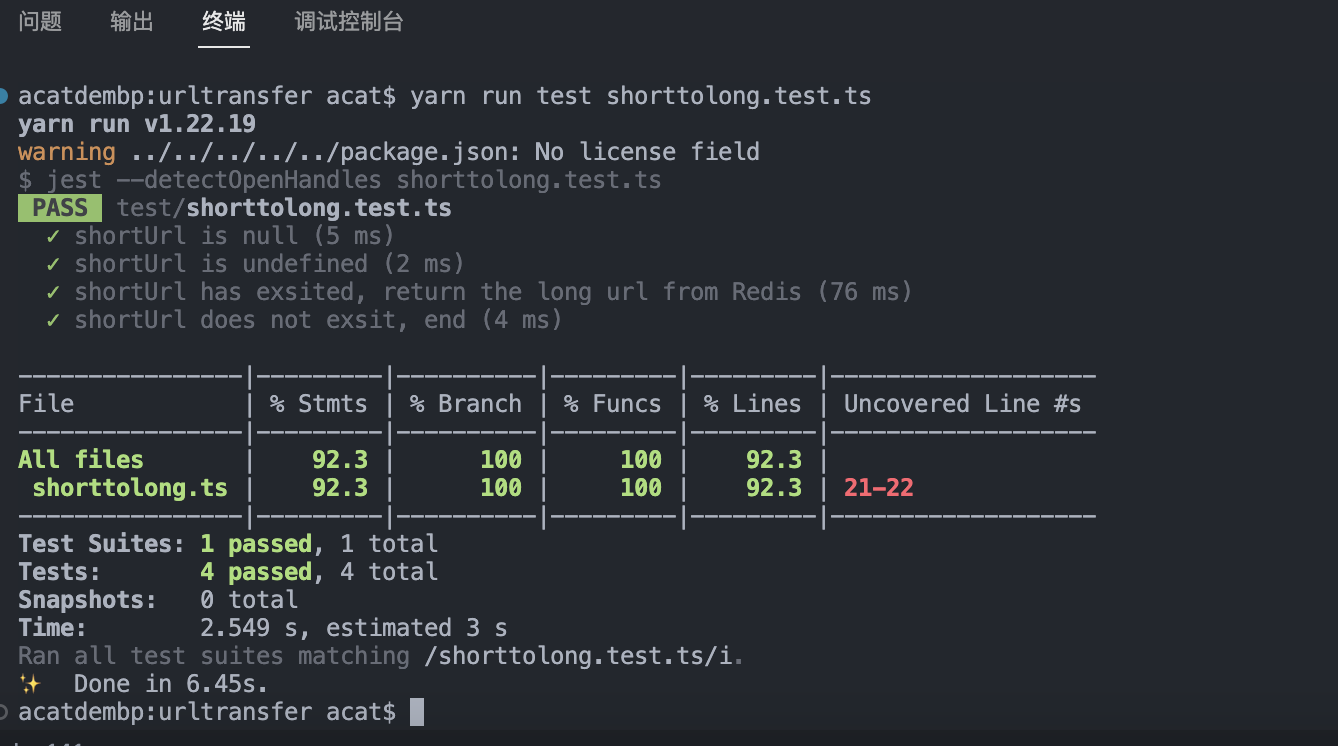 问题 输出 终端 调试控制台
acatdembp:urltransfer acat$ yarn run test shorttolong.test.ts
yarn run v1.22.19
warning ../../../../../package.json: No license field
$ jest --detectOpenHandles shorttolong.test.ts
PASS test/shorttolong.test.ts
✓ shortUrl is null (5 ms)
✓ shortUrl is undefined (2 ms)
✓ shortUrl has exsited, return the long url from Redis (76 ms)
✓ shortUrl does not exsit, end (4 ms)
----------------|---------|----------|---------|---------|-------------------
File            | % Stmts | % Branch | % Funcs | % Lines | Uncovered Line #s
----------------|---------|----------|---------|---------|-------------------
All files       |    92.3 |      100 |     100 |    92.3 |
 shorttolong.ts |    92.3 |      100 |     100 |    92.3 | 21-22
----------------|---------|----------|---------|---------|-------------------
Test Suites: 1 passed, 1 total
Tests:       4 passed, 4 total
Snapshots:   0 total
Time:        2.549 s, estimated 3 s
Ran all test suites matching /shorttolong.test.ts/i.
✨  Done in 6.45s.
acatdembp:urltransfer acat$